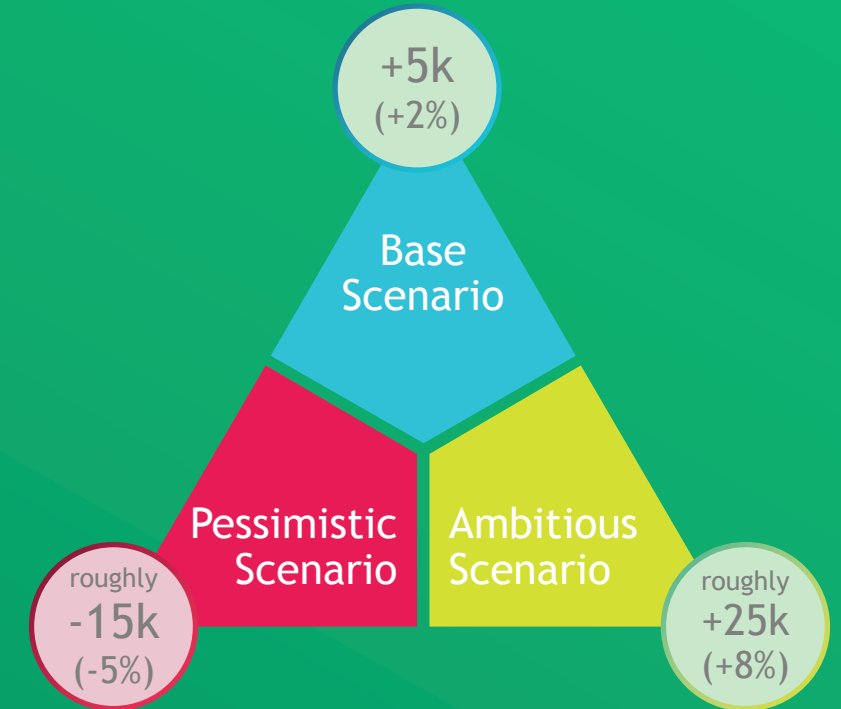 +5k
(+2%)
Base
Scenario
Pessimistic
Scenario
Ambitious
Scenario
roughly
-15k
(-5%)
roughly
+25k
(+8%)